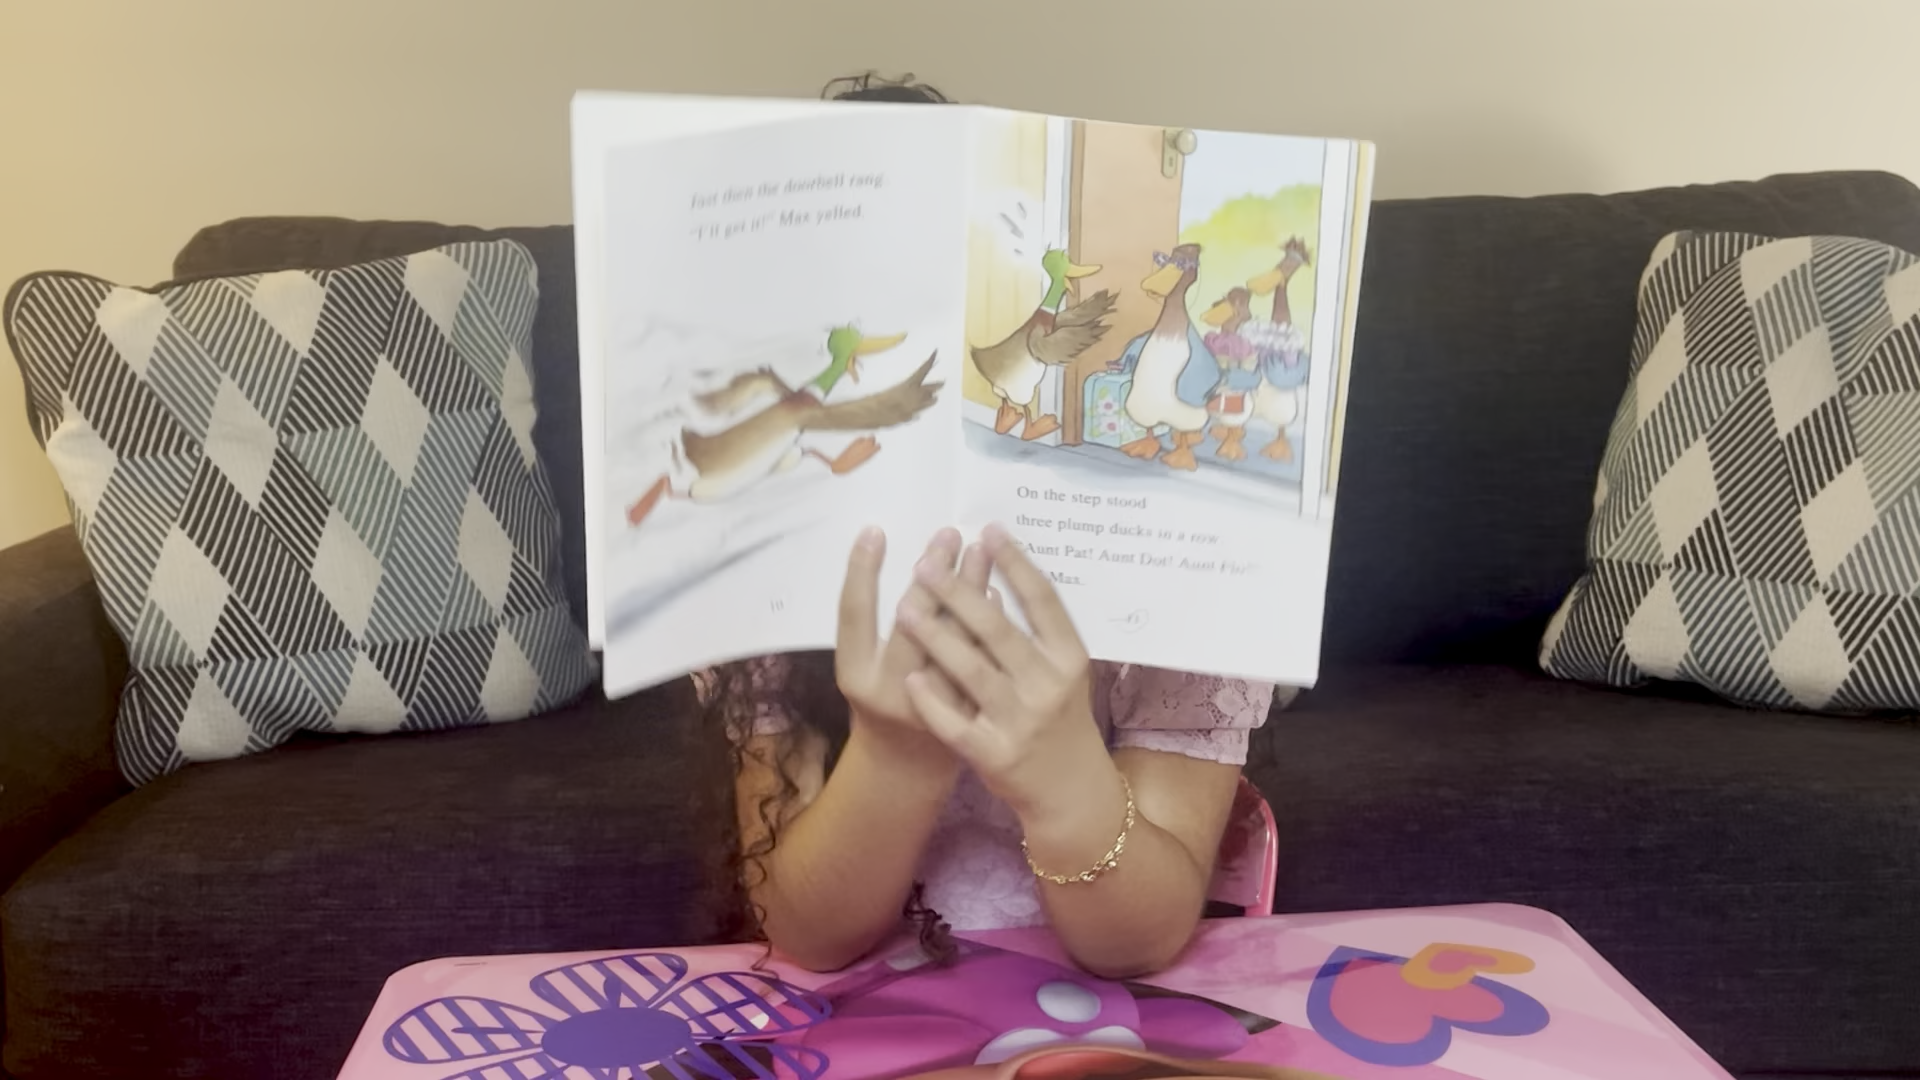 Just then the doorbell rang.
"I'll get it!" Max yelled.
10
On the step stood
three plump ducks in a row
"Aunt Pat! Aunt Dot! Aunt Flo!"
Max.